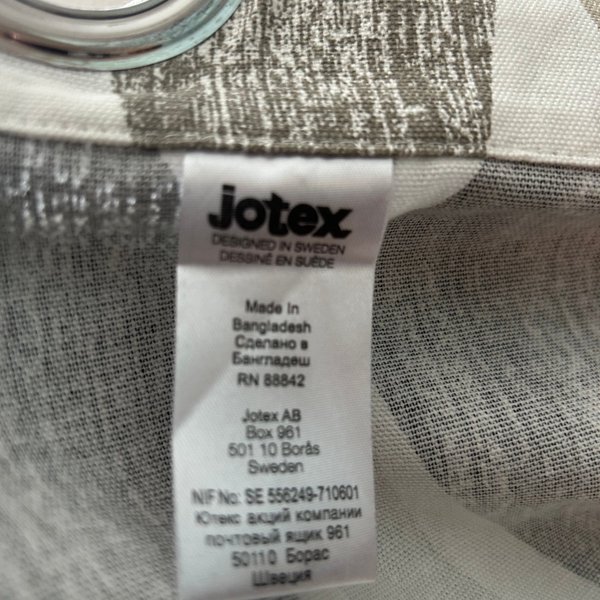 jotex
DESIGNED IN SWEDEN
DESSINÉ EN SUÈDE
Made In
Bangladesh
Сделано в
Бангладеш
RN 88842
Jotex AB
Box 961
501 10 Borås
Sweden
NIF No: SE 556249-710601
Ютекс акций компании
почтовый ящик 961
50110 Борас
Швеция